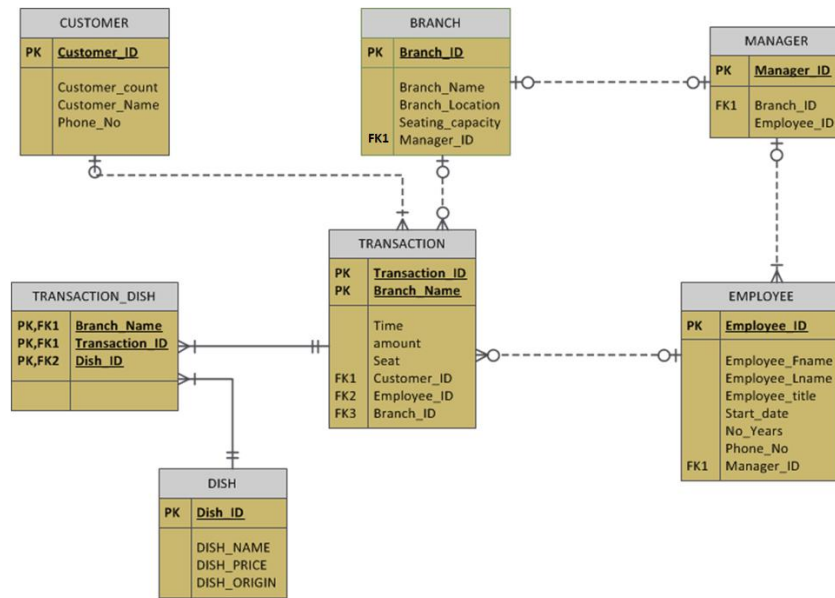 CUSTOMER
PK Customer_ID
Customer_count
Customer_Name
Phone_No
BRANCH
PK Branch_ID
Branch_Name
Branch_Location
Seating_capacity
FK1 Manager_ID
MANAGER
PK Manager_ID
FK1 Branch_ID
Employee_ID
TRANSACTION
PK Transaction_ID
PK Branch_Name
Time
amount
Seat
FK1 Customer_ID
FK2 Employee_ID
FK3 Branch_ID
TRANSACTION_DISH
PK,FK1 Branch_Name
PK,FK1 Transaction_ID
PK,FK2 Dish_ID
EMPLOYEE
PK Employee_ID
Employee_Fname
Employee_Lname
Employee_title
Start_date
No_Years
Phone_No
FK1 Manager_ID
DISH
PK Dish_ID
DISH_NAME
DISH_PRICE
DISH_ORIGIN